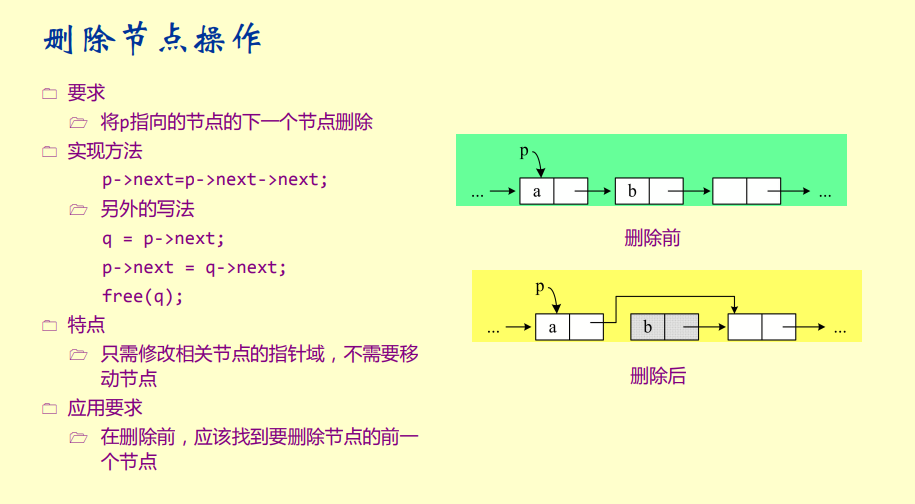 删除节点操作
要求
将p指向的节点的下一个节点删除
实现方法
p->next=p->next->next;
另外的写法
q = p->next;
p->next = q->next;
free(q);
特点
只需修改相关节点的指针域，不需要移
动节点
应用要求
在删除前，应该找到要删除节点的前一
个节点
p
... a b ...
删除前
p
... a b ...
删除后